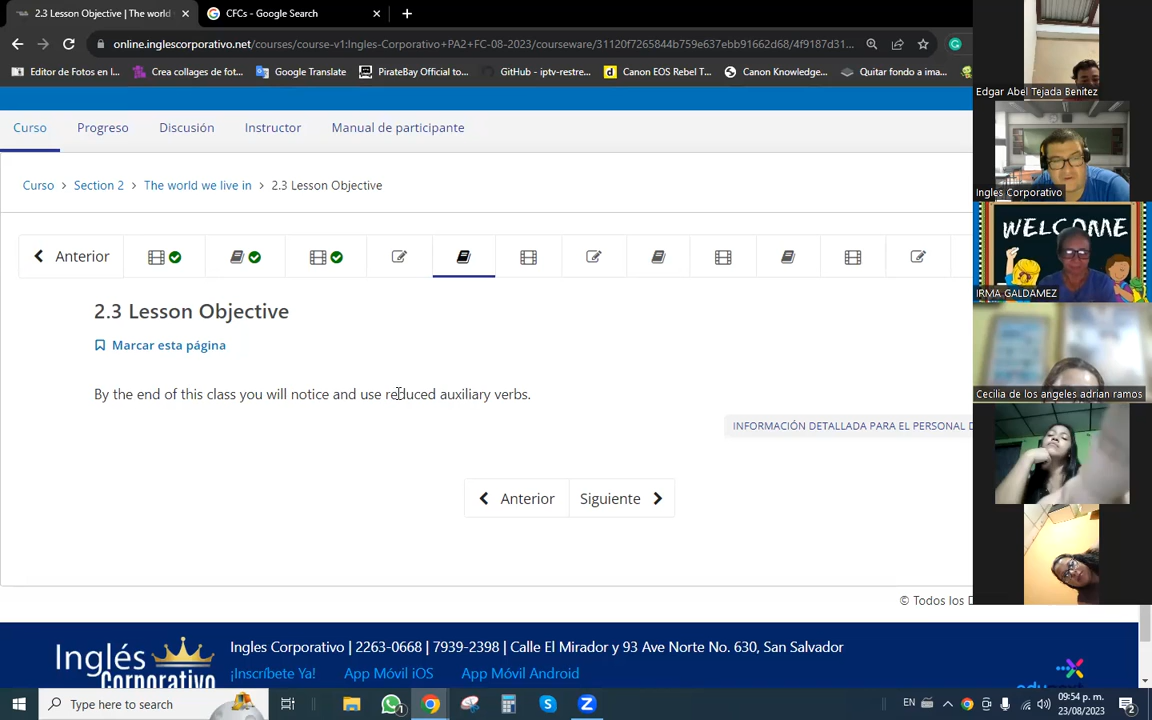 2.3 Lesson Objective | The world
CFCs - Google Search
online.inglescorporativo.net/courses/course-v1:Ingles-Corporativo+PA2+FC-08-2023/courseware/31120f7265844b759e637ebb91662d68/4f9187d31...
Editor de Fotos en l...
Crea collages de fot...
Google Translate
PirateBay Official to...
GitHub - iptv-restre...
Canon EOS Rebel T...
Canon Knowledge...
Quitar fondo a ima...
Curso
Progreso
Discusión
Instructor
Manual de participante
Curso > Section 2 > The world we live in > 2.3 Lesson Objective
Anterior
2.3 Lesson Objective
Marcar esta página
By the end of this class you will notice and use reduced auxiliary verbs.
INFORMACIÓN DETALLADA PARA EL PERSONAL D
Anterior
Siguiente
© Todos los D
Inglés
Corporativo
Ingles Corporativo | 2263-0668 | 7939-2398 | Calle El Mirador y 93 Ave Norte No. 630, San Salvador
¡Inscríbete Ya!
App Móvil iOS
App Móvil Android
Edgar Abel Tejada Benitez
Ingles Corporativo
WELCOME
IRMA GALDAMEZ
Cecilia de los angeles adrian ramos
Type here to search
1
EN
09:54 p. m.
23/08/2023
2